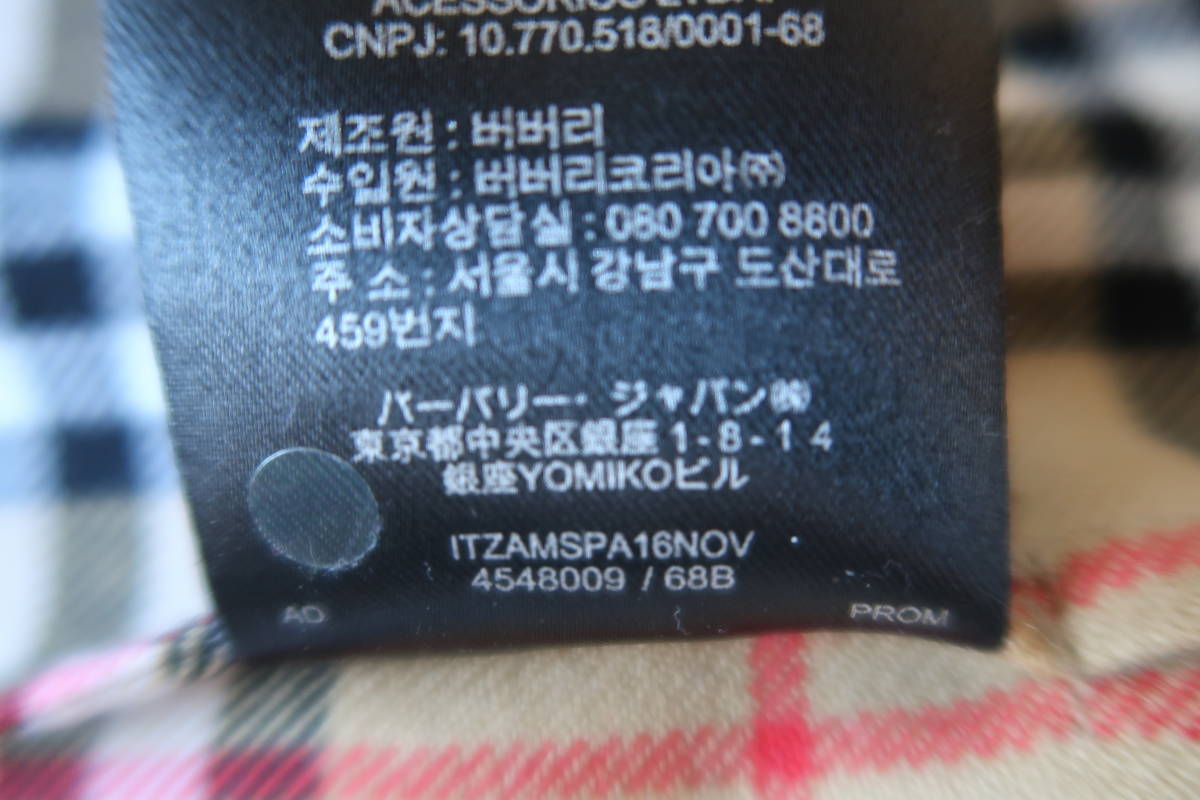 ACESSÓRIOS LTDA.
CNPJ: 10.770.518/0001-68
제조원 : 버버리
수입원 : 버버리코리아㈜
소비자상담실 : 080 700 8800
주 소 : 서울시 강남구 도산대로
459번지
バーバリー・ジャパン㈱
東京都中央区銀座1-8-14
銀座YOMIKOビル
ITZAMSPA16NOV
4548009 / 68B
AD
PROM